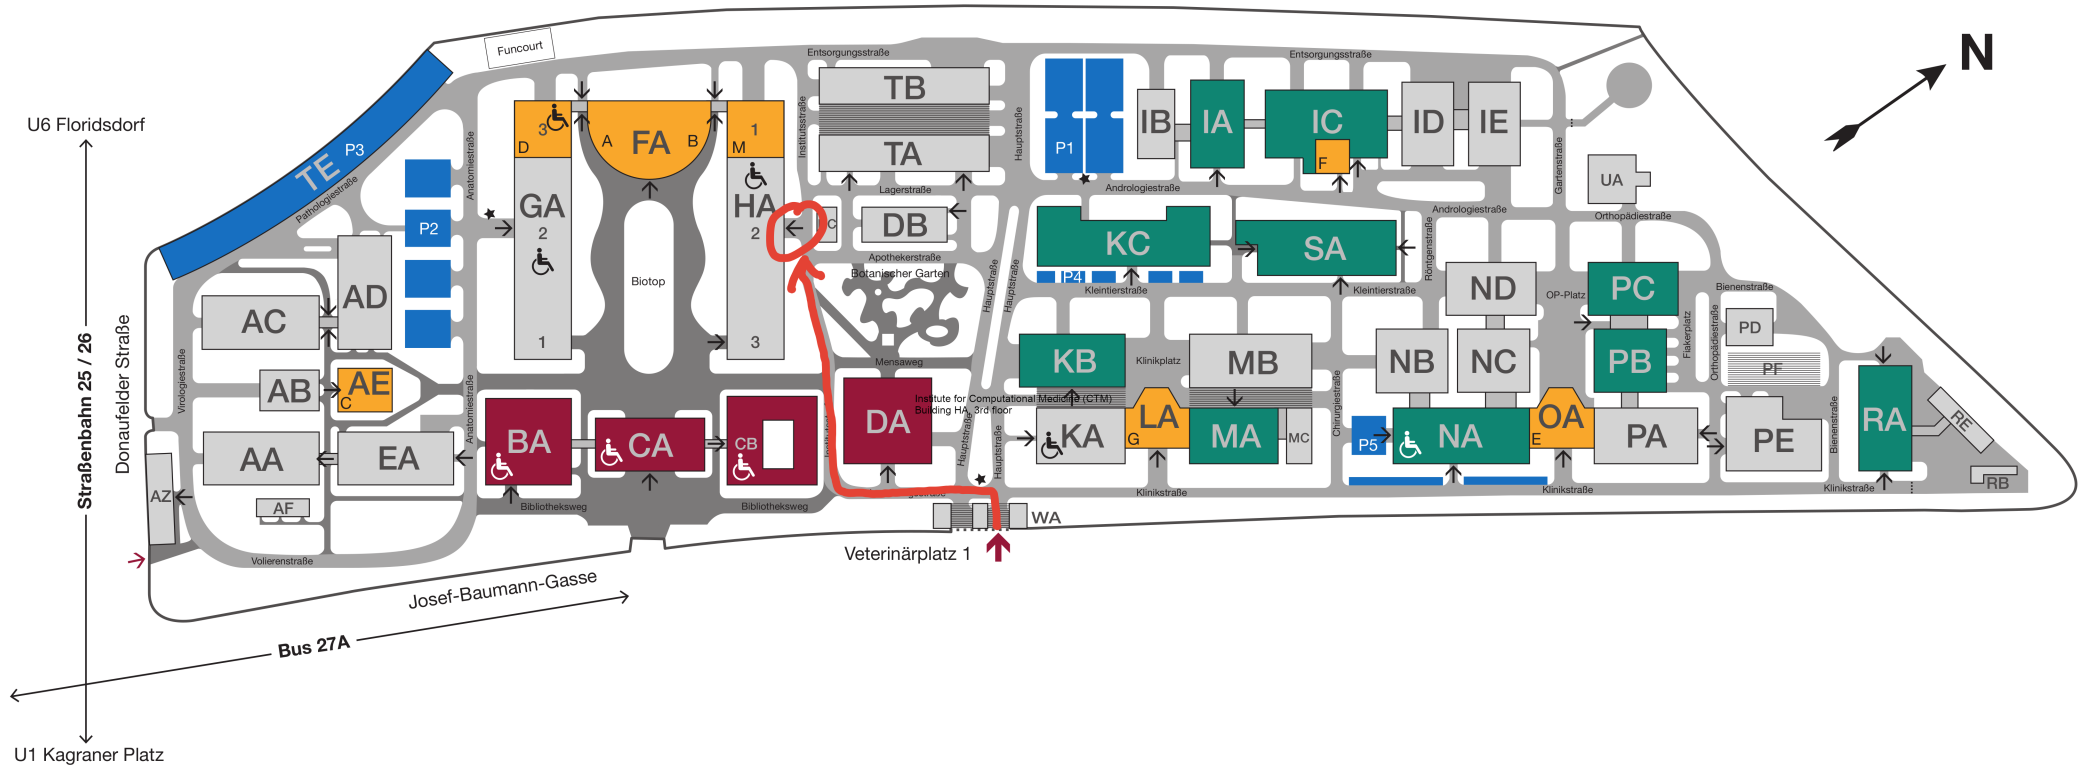 Funcourt
Entsorgungsstraße
Entsorgungsstraße
N
U6 Floridsdorf
TE
P3
Pathologiestraße
Anatomiestraße
3
D
A
FA
B
1
M
Institutsstraße
TB
TA
Hauptstraße
P1
IB
IA
IC
F
ID
IE
Gartenstraße
UA
Lagerstraße
Andrologiestraße
Andrologiestraße
Orthopädiestraße
P2
GA
2
HA
2
DB
KC
SA
Röntgenstraße
Apothekerstraße
Botanischer Garten
Hauptstraße
Hauptstraße
P4
Kleintierstraße
Kleintierstraße
Biotop
AD
AC
ND
OP-Platz
PC
Bienenstraße
Donaufelder Straße
Straßenbahn 25 / 26
Virologiestraße
1
3
Mensaweg
KB
Klinikplatz
MB
NB
NC
PB
Flakerplatz
Orthopädiestraße
PD
PF
AB
AE
C
Anatomiestraße
BA
CA
CB
DA
Institute for Computational Medicine (CTM)
Building HA, 3rd floor
Hauptstraße
Hauptstraße
KA
LA
G
MA
MC
Chirurgiestraße
P5
NA
OA
E
PA
PE
Bienenstraße
RA
RE
RB
AA
EA
AZ
AF
Bibliotheksweg
Bibliotheksweg
Klinikstraße
Klinikstraße
Klinikstraße
WA
Veterinärplatz 1
Volierenstraße
Josef-Baumann-Gasse
Bus 27A
U1 Kagraner Platz